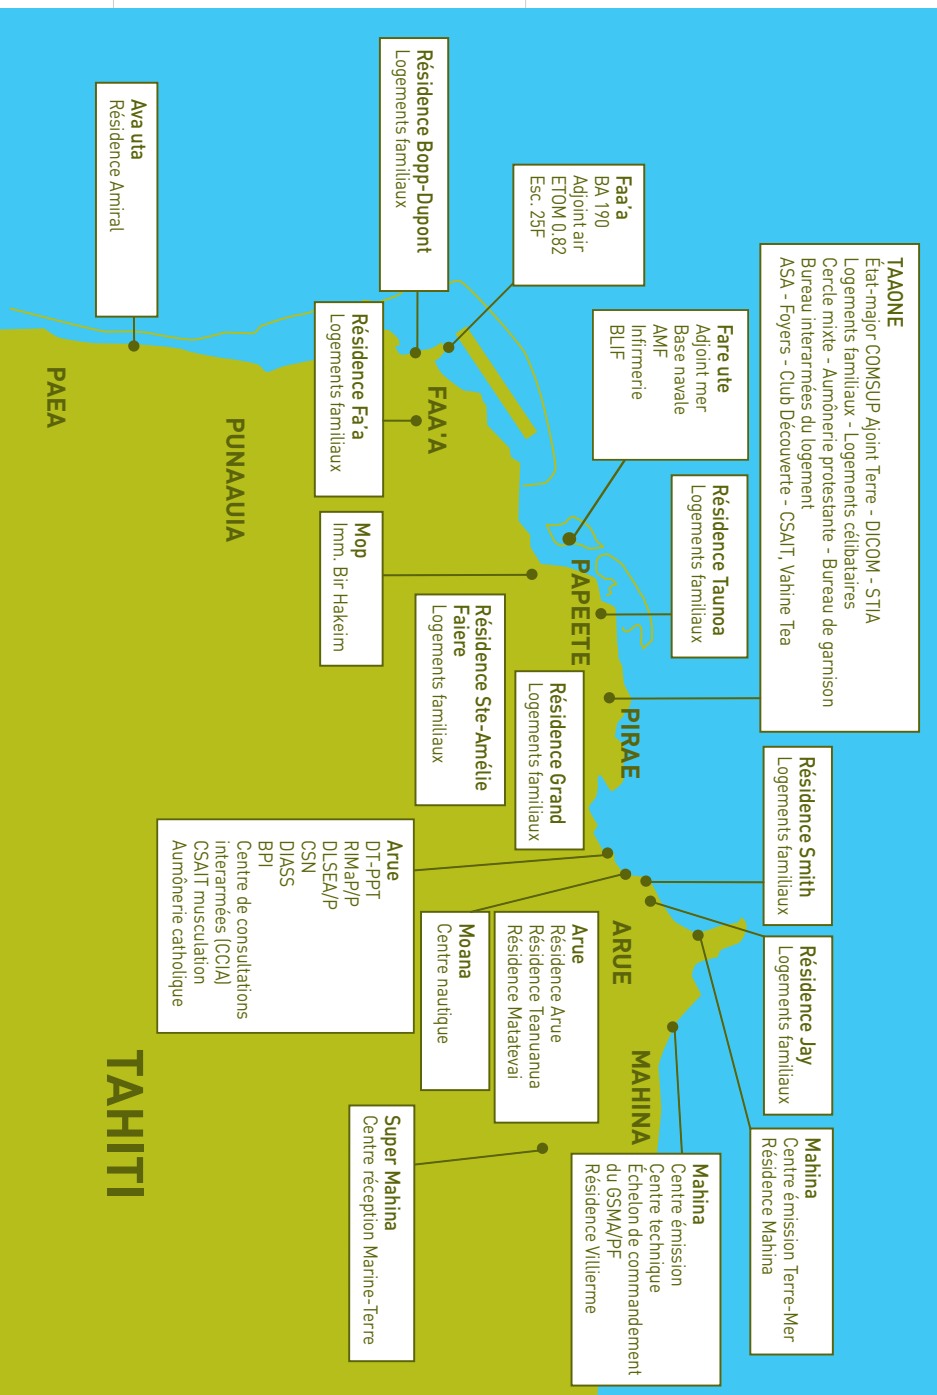 TAAONE
État-major COMSUP Ajoint Terre - DICOM - STIA
Logements familiaux - Logements célibataires
Cercle mixte - Aumônerie protestante - Bureau de garnison
Bureau interarmées du logement
ASA - Foyers - Club Découverte - CSAIT, Vahine Tea
Faa'a
BA 190
Adjoint air
ETOM 0.82
Esc. 25F
Résidence Bopp-Dupont
Logements familiaux
Ava uta
Résidence Amiral
Fare ute
Adjoint mer
Base navale
AMF
Infirmerie
BLIF
Résidence Fa'a
Logements familiaux
Résidence Taunoa
Logements familiaux
Mop
Imm. Bir Hakeim
Résidence Ste-Amélie
Faiere
Logements familiaux
Résidence Grand
Logements familiaux
Résidence Smith
Logements familiaux
Résidence Jay
Logements familiaux
Mahina
Centre émission Terre-Mer
Résidence Mahina
Mahina
Centre émission
Centre technique
Échelon de commandement
du GSMA/PF
Résidence Villierme
Arue
Résidence Arue
Résidence Teanuanua
Résidence Matatevai
Moana
Centre nautique
Arue
DT-PPT
RIMaP/P
DLSEA/P
CSN
DIASS
BPI
Centre de consultations
interarmées (CCIA)
CSAIT musculation
Aumônerie catholique
Super Mahina
Centre réception Marine-Terre
PAEA
PUNAAUIA
FAA'A
PAPEETE
PIRAE
ARUE
MAHINA
TAHITI